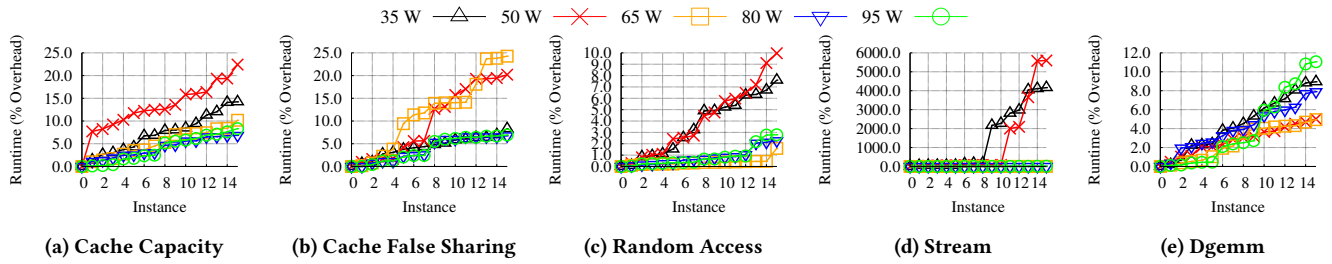 35 W 50 W 65 W 80 W 95 W
Runtime (% Overhead)
25.0
20.0
15.0
10.0
5.0
0.0
0 2 4 6 8 10 12 14
Instance
(a) Cache Capacity
Runtime (% Overhead)
25.0
20.0
15.0
10.0
5.0
0.0
0 2 4 6 8 10 12 14
Instance
(b) Cache False Sharing
Runtime (% Overhead)
10.0
9.0
8.0
7.0
6.0
5.0
4.0
3.0
2.0
1.0
0.0
0 2 4 6 8 10 12 14
Instance
(c) Random Access
Runtime (% Overhead)
6000.0
5000.0
4000.0
3000.0
2000.0
1000.0
0.0
0 2 4 6 8 10 12 14
Instance
(d) Stream
Runtime (% Overhead)
12.0
10.0
8.0
6.0
4.0
2.0
0.0
0 2 4 6 8 10 12 14
Instance
(e) Dgemm